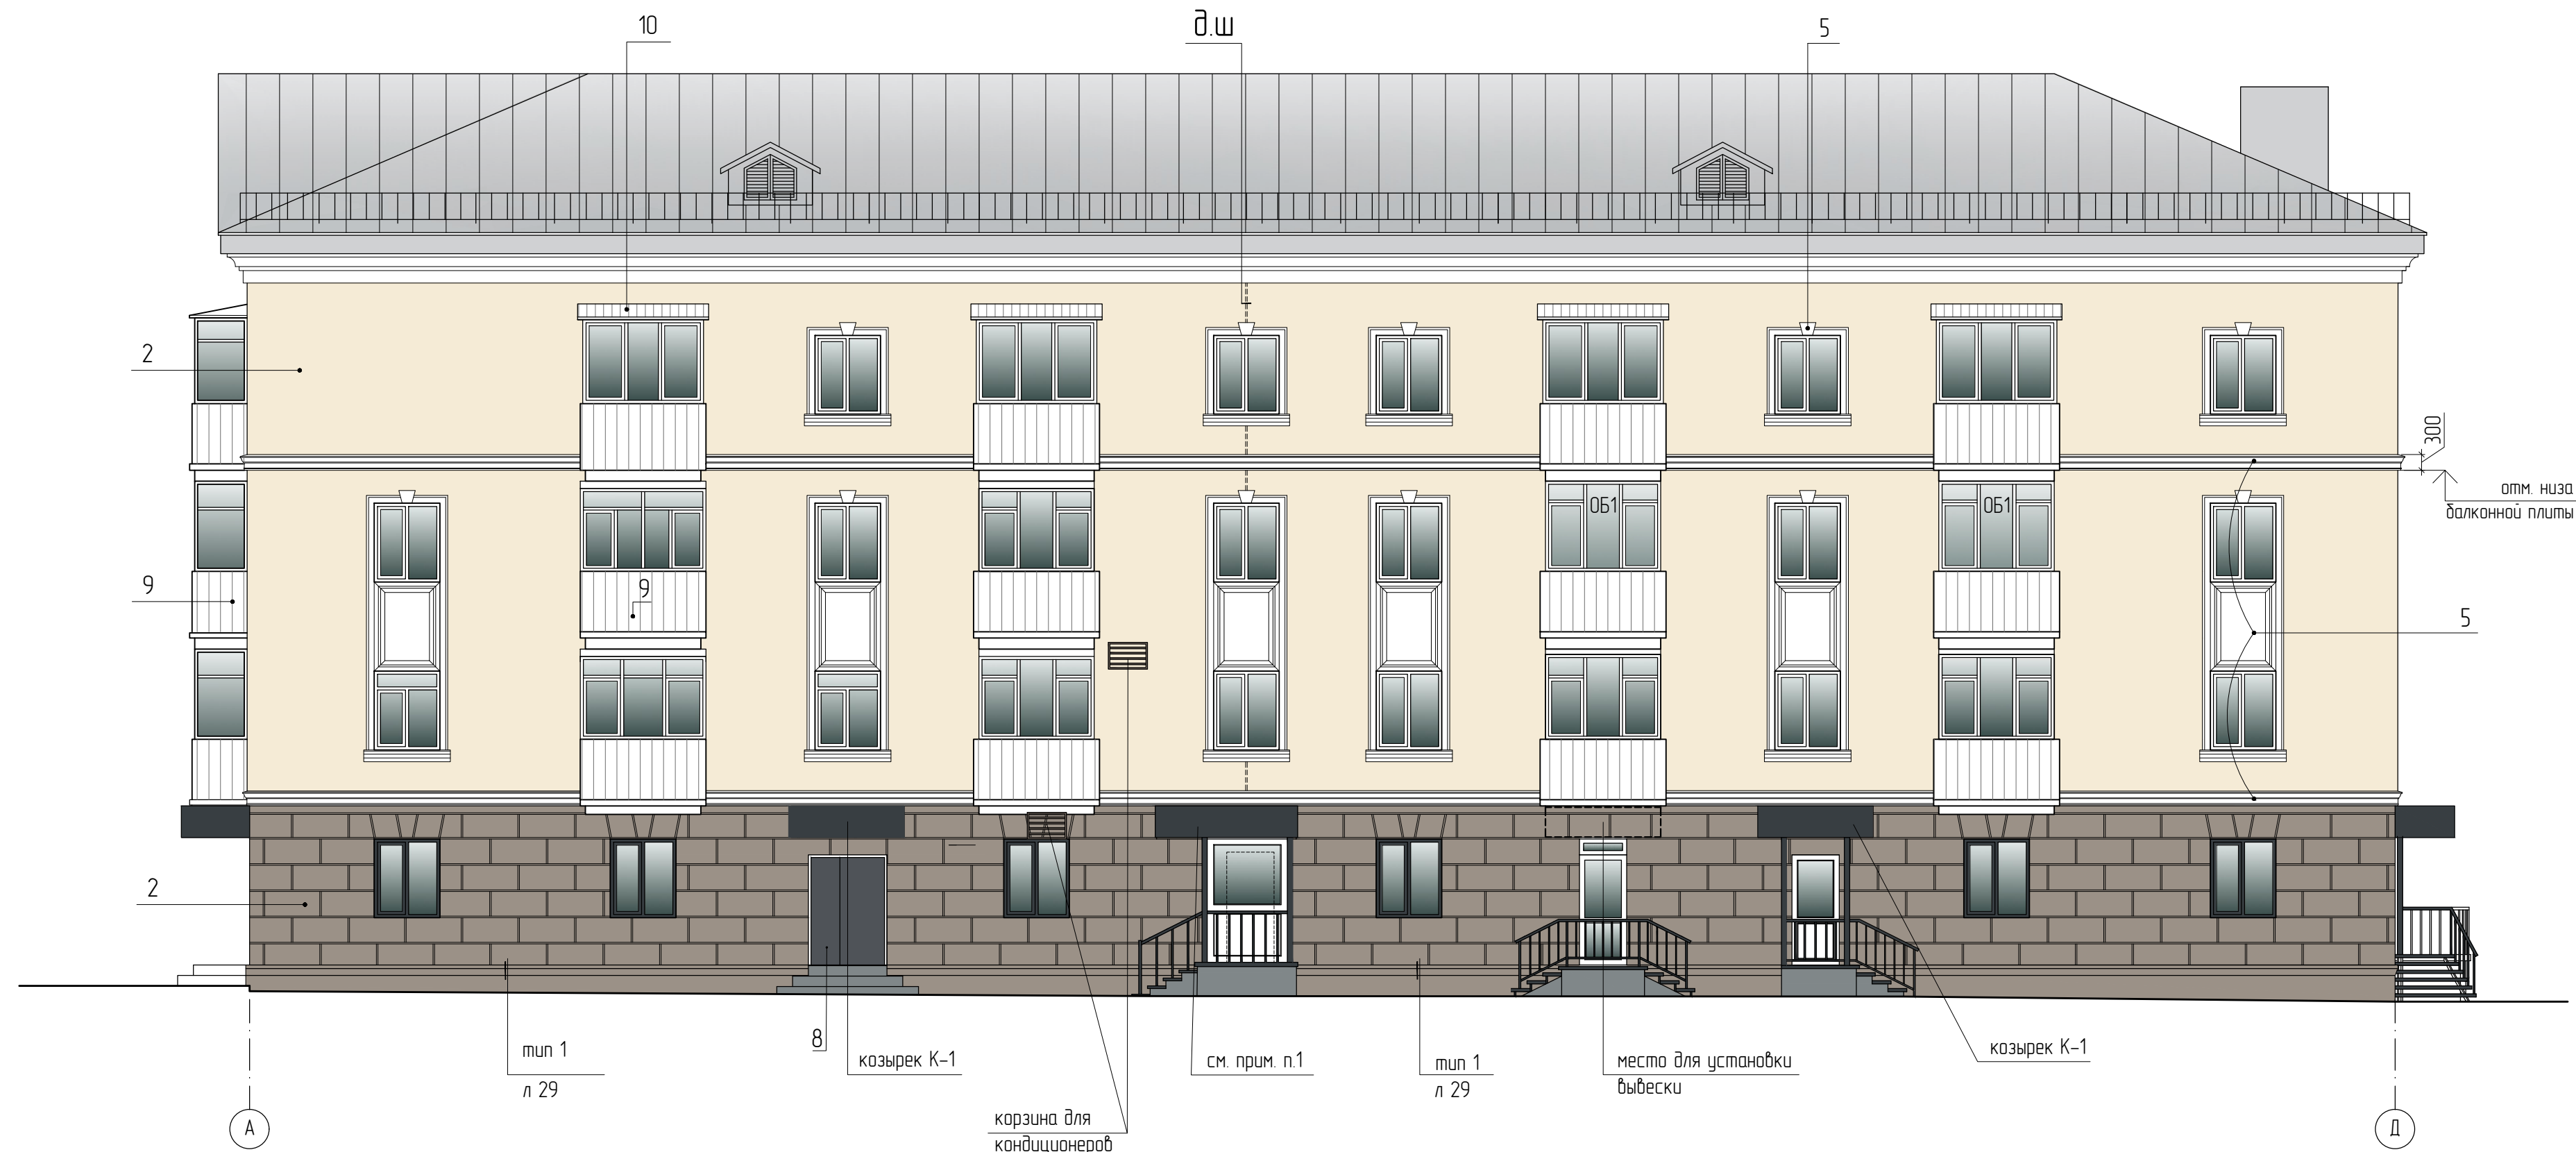 10
д.ш
5
2
300
отм. низа
балконной плиты
ОБ1
ОБ1
9
9
5
2
8
тип 1
л 29
козырек К-1
см. прим. п.1
тип 1
л 29
место для установки
вывески
козырек К-1
корзина для
кондиционеров
А
Д